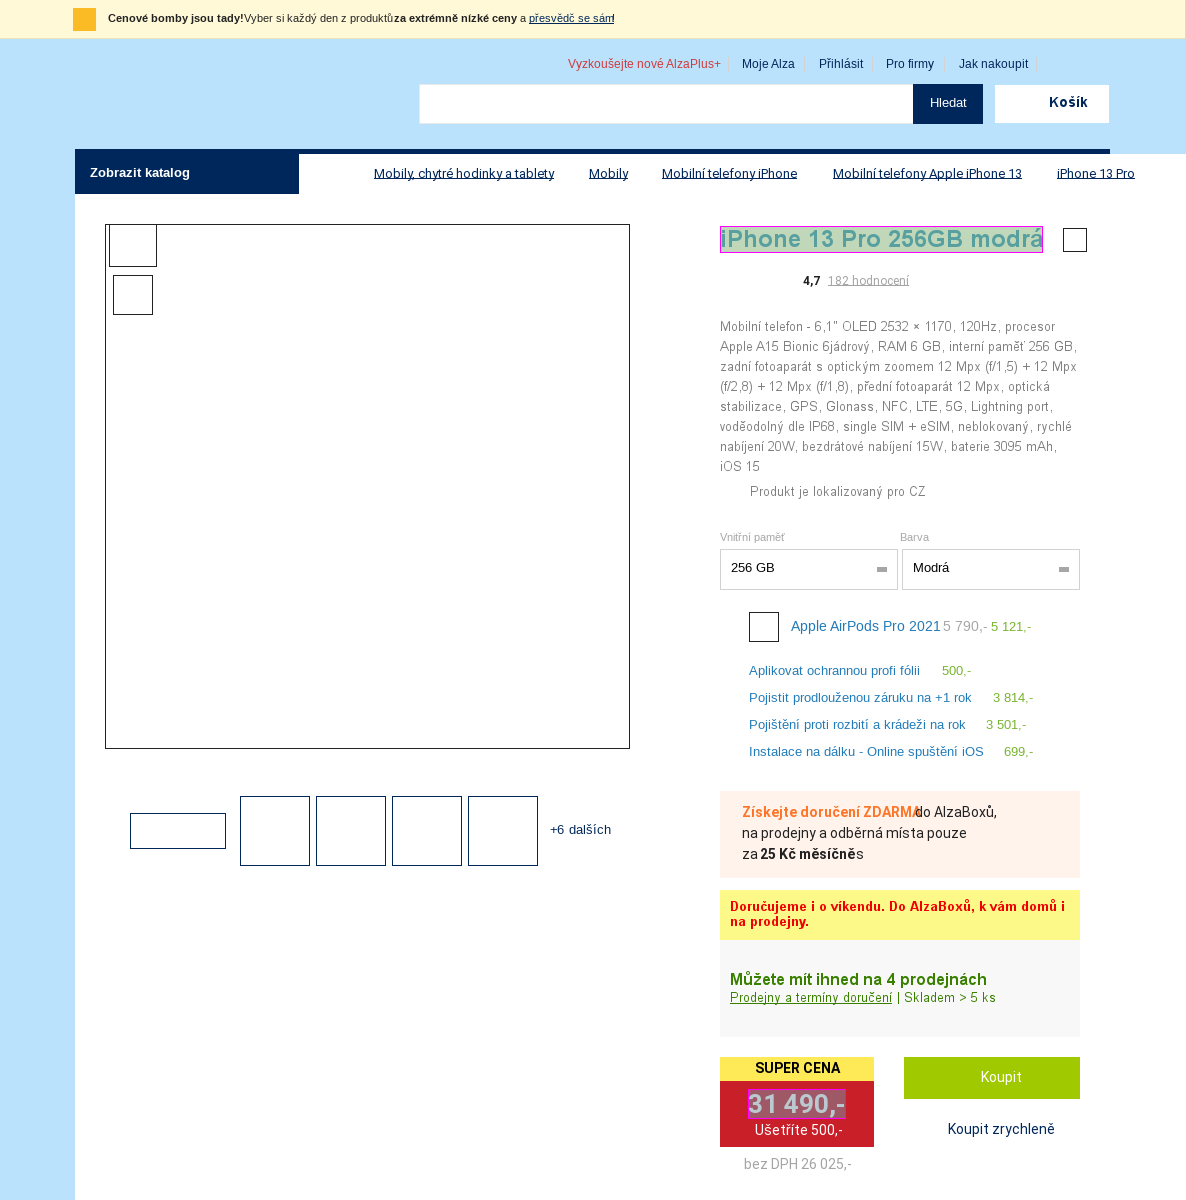 Cenové bomby jsou tady! Vyber si každý den z produktů za extrémně nízké ceny a přesvědč se sám!
Vyzkoušejte nové AlzaPlus+ Moje Alza Přihlásit Pro firmy Jak nakoupit
Hledat Košík
Zobrazit katalog Mobily, chytré hodinky a tablety Mobily Mobilní telefony iPhone Mobilní telefony Apple iPhone 13 iPhone 13 Pro
iPhone 13 Pro 256GB modrá
4,7 182 hodnocení
Mobilní telefon - 6,1" OLED 2532 × 1170, 120Hz, procesor
Apple A15 Bionic 6jádrový, RAM 6 GB, interní paměť 256 GB,
zadní fotoaparát s optickým zoomem 12 Mpx (f/1,5) + 12 Mpx
(f/2,8) + 12 Mpx (f/1,8), přední fotoaparát 12 Mpx, optická
stabilizace, GPS, Glonass, NFC, LTE, 5G, Lightning port,
voděodolný dle IP68, single SIM + eSIM, neblokovaný, rychlé
nabíjení 20W, bezdrátové nabíjení 15W, baterie 3095 mAh,
iOS 15
Produkt je lokalizovaný pro CZ
Vnitřní paměť Barva
256 GB Modrá
Apple AirPods Pro 2021 5 790,- 5 121,-
Aplikovat ochrannou profi fólii 500,-
Pojistit prodlouženou záruku na +1 rok 3 814,-
Pojištění proti rozbití a krádeži na rok 3 501,-
Instalace na dálku - Online spuštění iOS 699,-
+6 dalších
Získejte doručení ZDARMA do AlzaBoxů,
na prodejny a odběrná místa pouze
za 25 Kč měsíčně s
Doručujeme i o víkendu. Do AlzaBoxů, k vám domů i
na prodejny.
Můžete mít ihned na 4 prodejnách
Prodejny a termíny doručení | Skladem > 5 ks
SUPER CENA
31 490,-
Ušetříte 500,-
bez DPH 26 025,-
Koupit
Koupit zrychleně